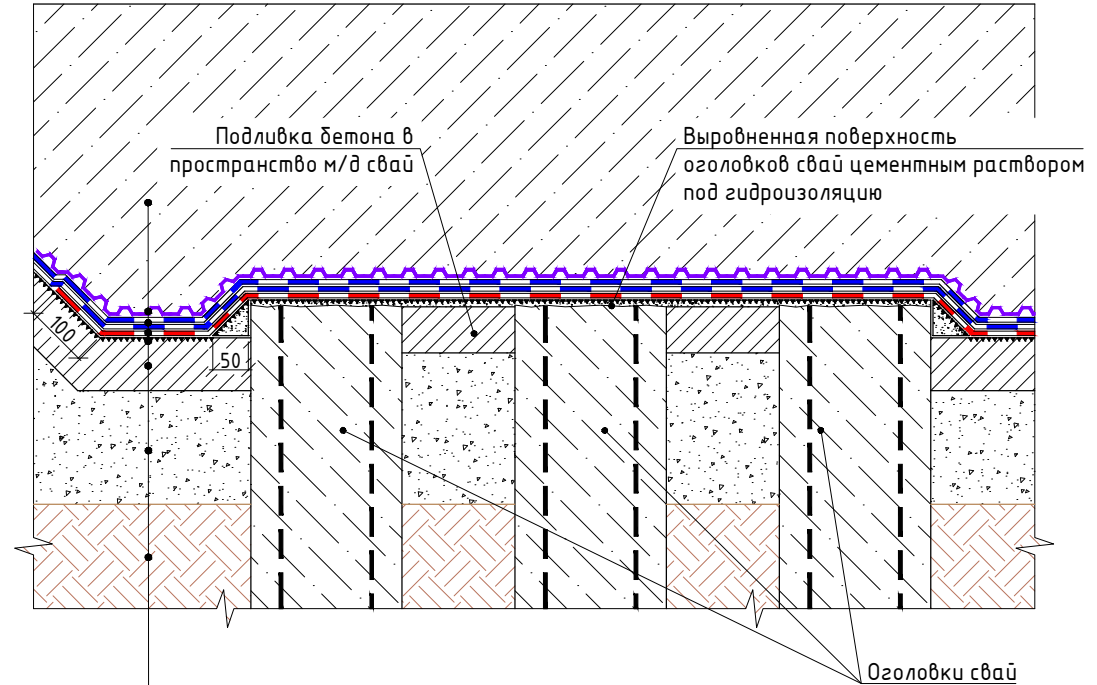 Подливка бетона в
пространство м/д свай
Выровненная поверхность
оголовков свай цементным раствором
под гидроизоляцию
100
50
Оголовки свай